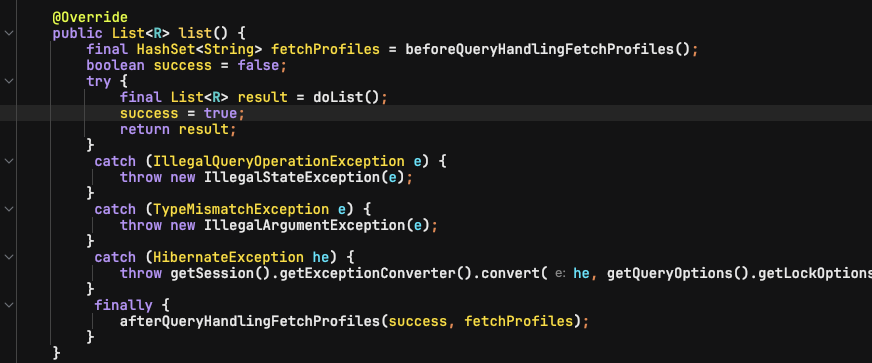 @Override
public List<R> list() {
final HashSet<String> fetchProfiles = beforeQueryHandlingFetchProfiles();
boolean success = false;
try {
final List<R> result = doList();
success = true;
return result;
}
catch (IllegalQueryOperationException e) {
throw new IllegalStateException(e);
}
catch (TypeMismatchException e) {
throw new IllegalArgumentException(e);
}
catch (HibernateException he) {
throw getSession().getExceptionConverter().convert( e: he, getQueryOptions().getLockOptions
}
finally {
afterQueryHandlingFetchProfiles(success, fetchProfiles);
}
}